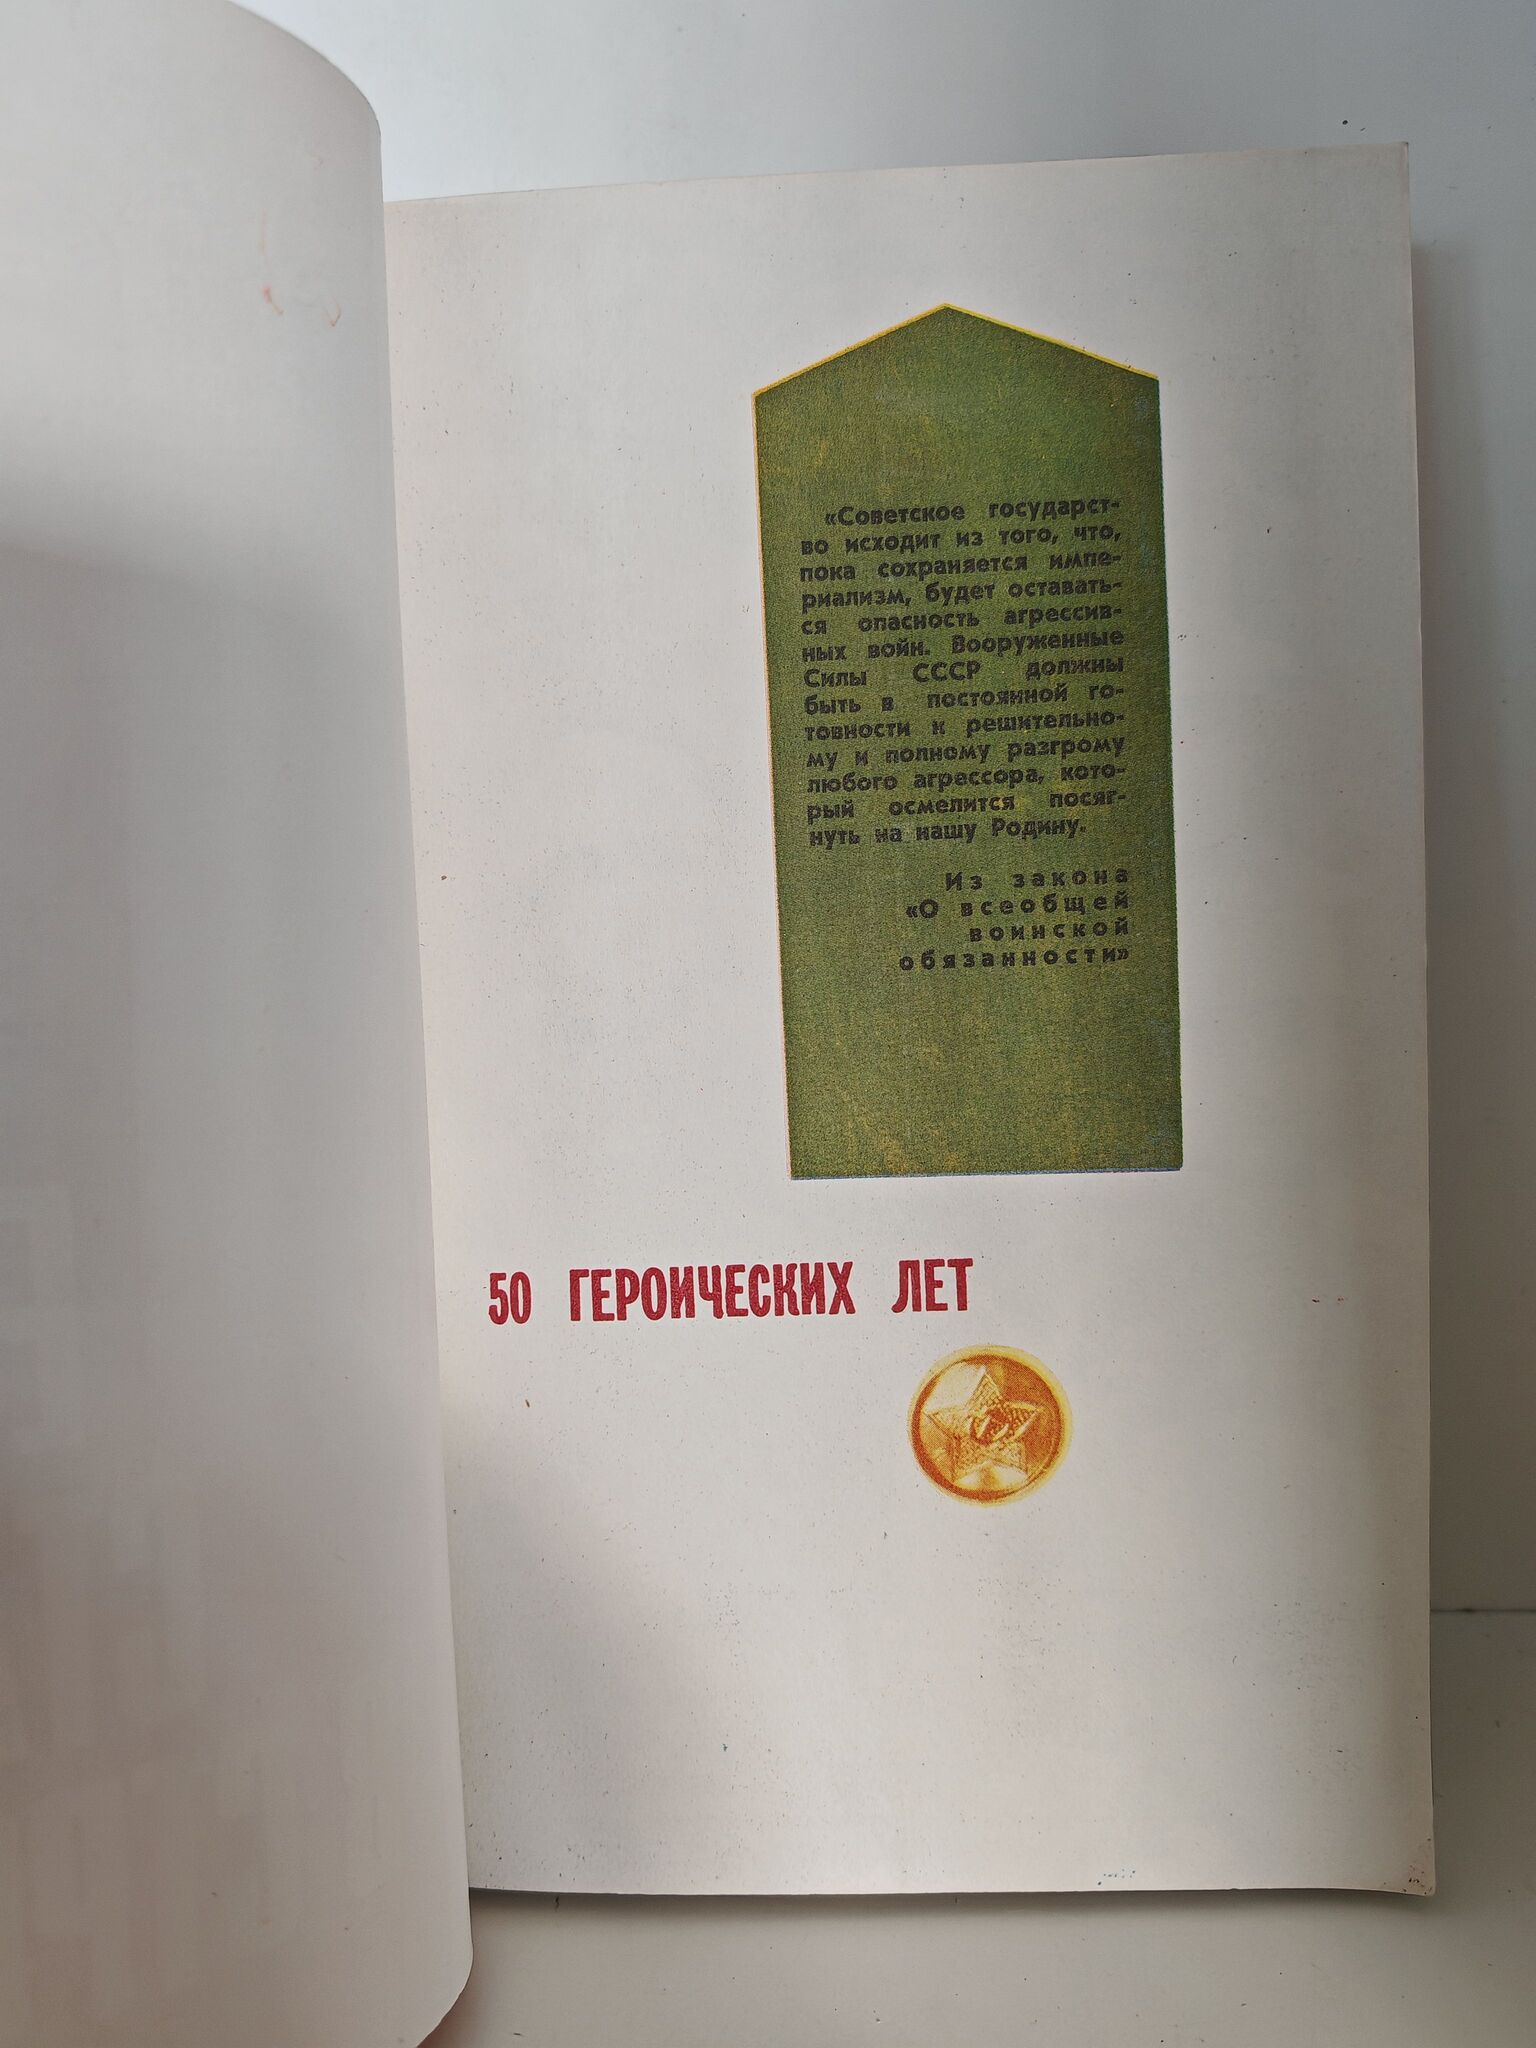 «Советское государст-
во исходит из того, что,
пока сохраняется импе-
риализм, будет оставать-
ся опасность агрессив-
ных войн. Вооруженные
Силы СССР должны
быть в постоянной го-
товности к решительно-
му и полному разгрому
любого агрессора, кото-
рый осмелится посяг-
нуть на нашу Родину.
Из закона
«О всеобщей
воинской
обязанности»
50 ГЕРОИЧЕСКИХ ЛЕТ